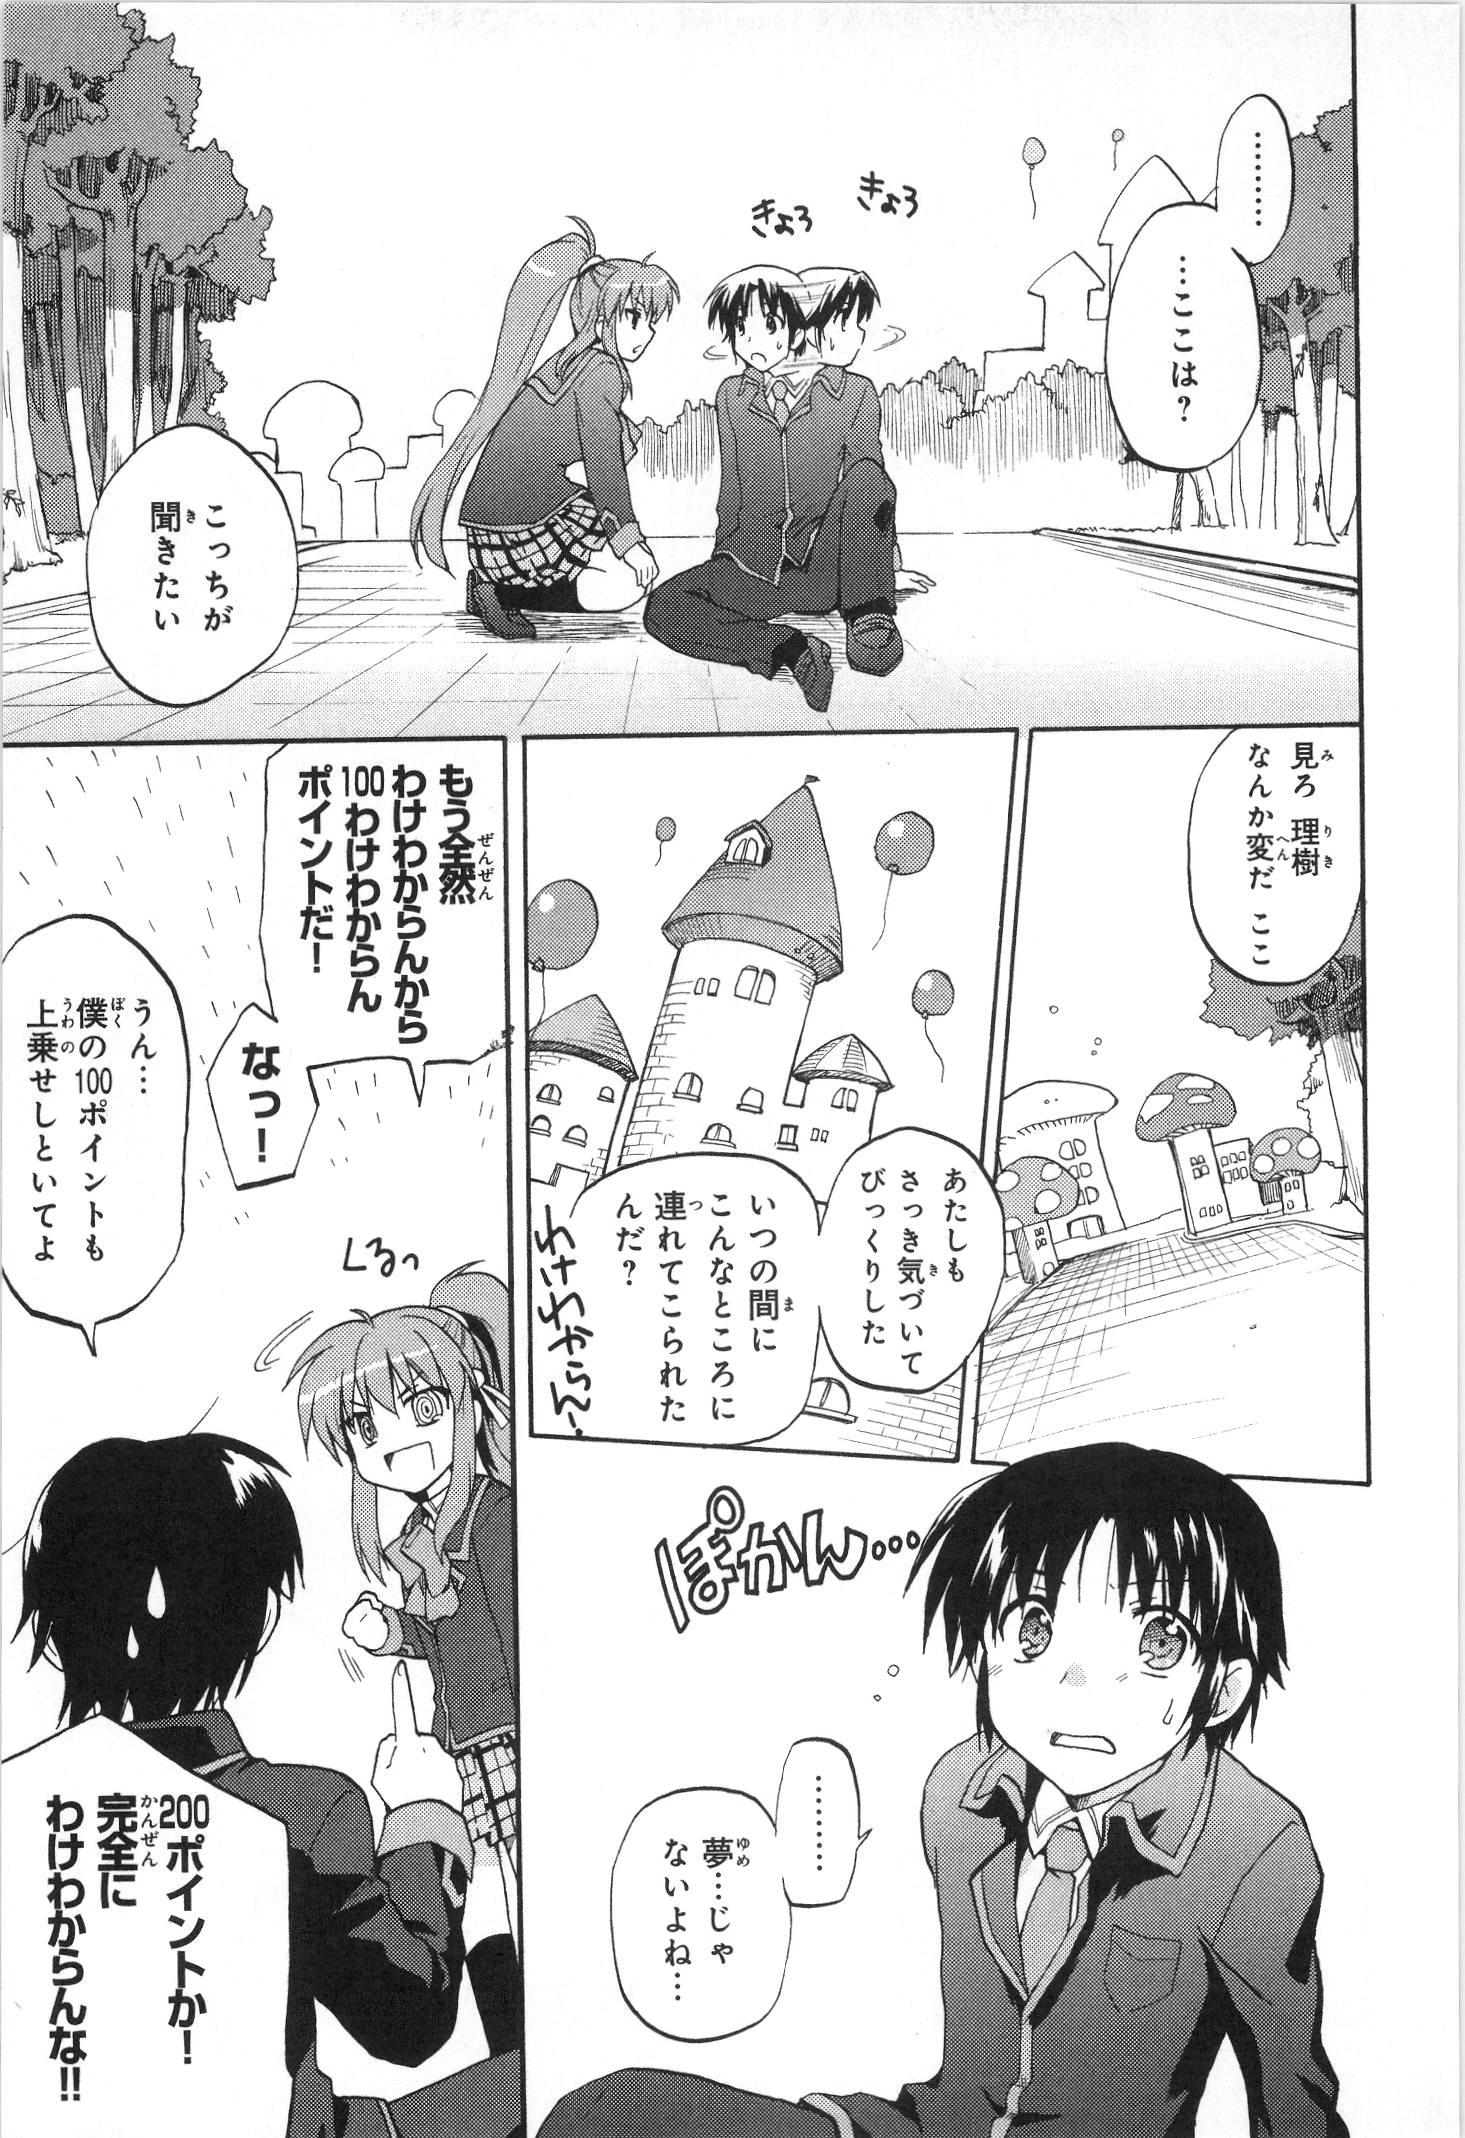 ………
…ここは？
きょろ
きょろ
こっちが
聞きたい
見ろ 理樹
なんか変だ ここ
あたしも
さっき気づいて
びっくりした
いつの間に
こんなところに
連れてこられた
んだ？
わけわからん
ぽかん…
………
夢…じゃ
ないよね…
もう全然
わけわからんから
100わけわからん
ポイントだ！
なっ！
くるっ
うん…
僕の100ポイントも
上乗せしといてよ
200ポイントか！
完全に
わけわからんな!!